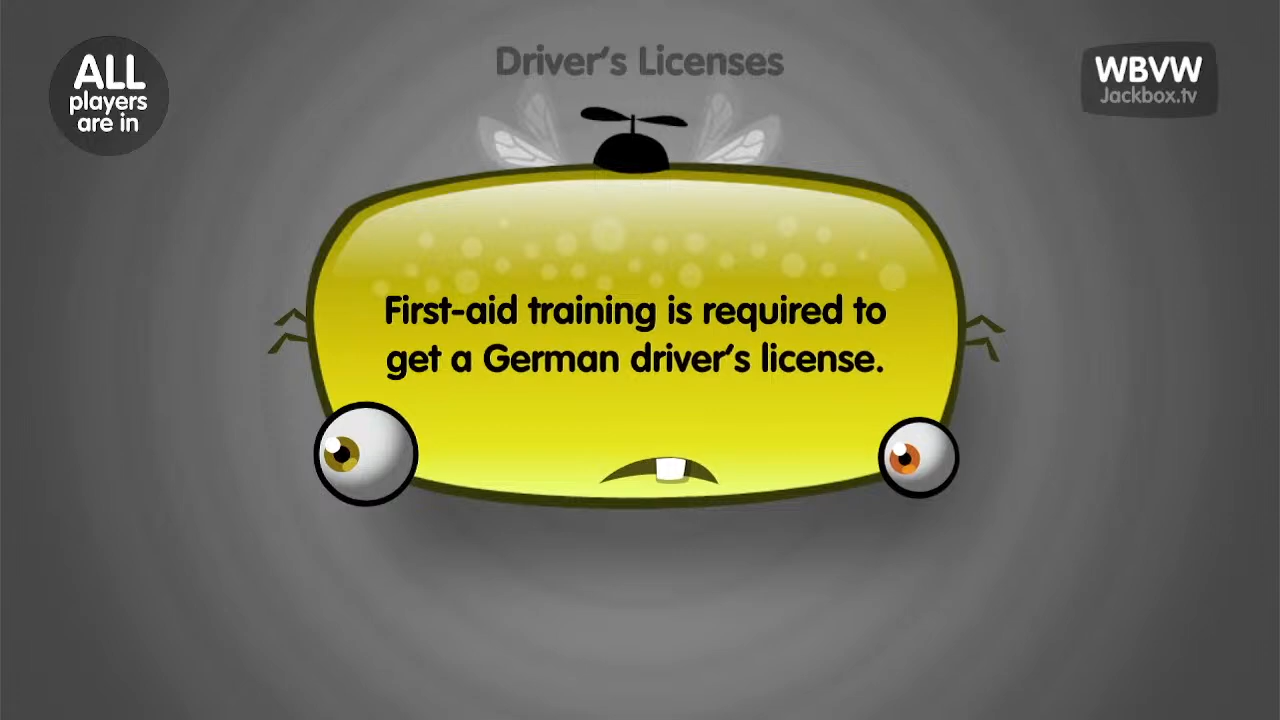 ALL
players
are in
Driver's Licenses
WBVW
Jackbox.tv
First-aid training is required to
get a German driver's license.